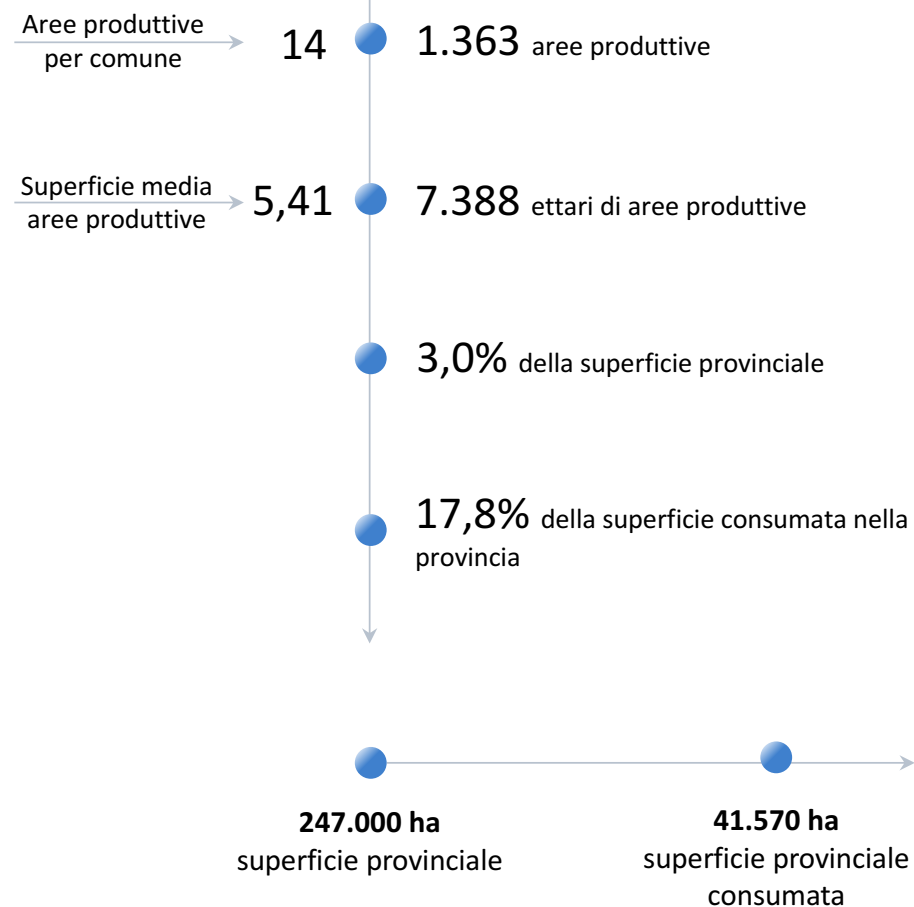 Aree produttive
per comune
14
1.363 aree produttive
Superficie media
aree produttive
5,41
7.388 ettari di aree produttive
3,0% della superficie provinciale
17,8% della superficie consumata nella
provincia
247.000 ha
superficie provinciale
41.570 ha
superficie provinciale
consumata